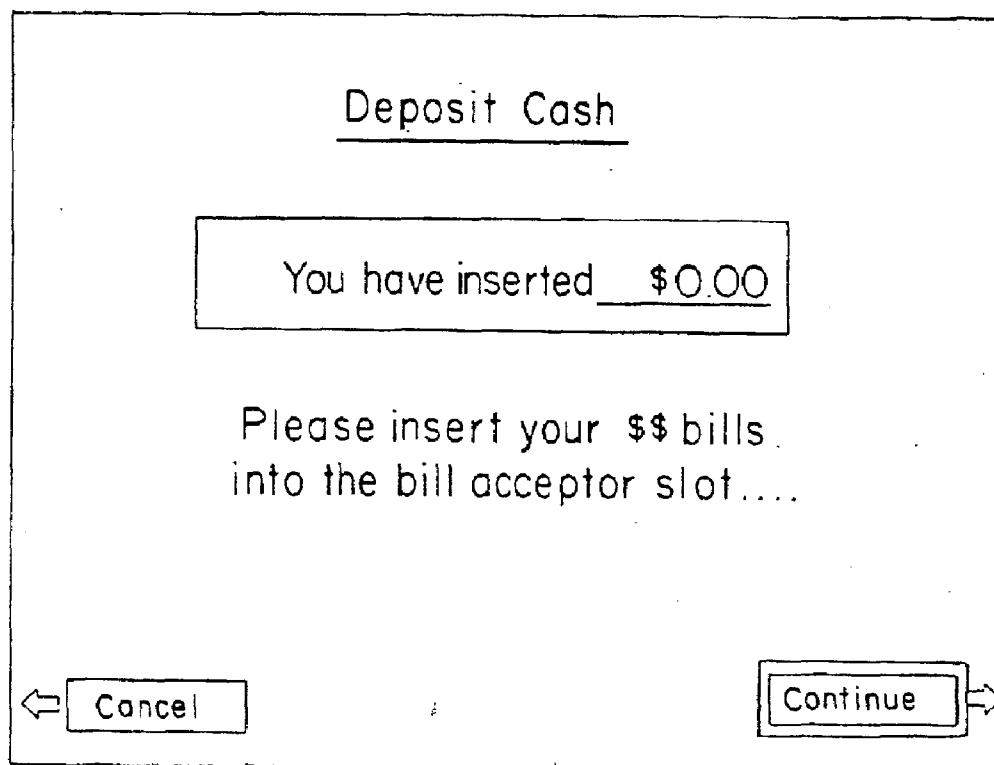 Deposit Cash
You have inserted $0.00
Please insert your $$ bills
into the bill acceptor slot....
Cancel
Continue